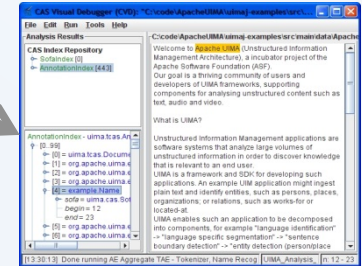 CAS Visual Debugger (CVD): "C:\code\ApacheUIMA\uimaj-examples\src\...
File Edit Run Tools Help
Analysis Results
CAS Index Repository
SofaIndex [0]
AnnotationIndex [443]
AnnotationIndex - uima.tcas.An
[0..99]
[0] = uima.tcas.Docume
[1] = org.apache.uima.e
[2] = org.apache.uima.e
[3] = org.apache.uima.e
[4] = example.Name
sofa = uima.cas.Sof
begin = 12
end = 23
[5] = org.apache.uima.e
[6] = org.apache.uima.e
C:\code\ApacheUIMA\uimaj-examples\src\main\data\Apache
Welcome to Apache UIMA (Unstructured Information
Management Architecture), a incubator project of the
Apache Software Foundation (ASF).
Our goal is a thriving community of users and
developers of UIMA frameworks, supporting
components for analysing unstructured content such as
text, audio and video.
What is UIMA?
Unstructured Information Management applications are
software systems that analyze large volumes of
unstructured information in order to discover knowledge
that is relevant to an end user.
UIMA is a framework and SDK for developing such
applications. An example UIM application might ingest
plain text and identify entities, such as persons, places,
organizations; or relations, such as works-for or
located-at.
UIMA enables such an application to be decomposed
into components, for example "language identification"
-> "language specific segmentation" -> "sentence
boundary detection" -> "entity detection (person/place
[13:30:13] Done running AE Aggregate TAE - Tokenizer, Name Recog
UIMA_Analysis_
n: 12 - 23